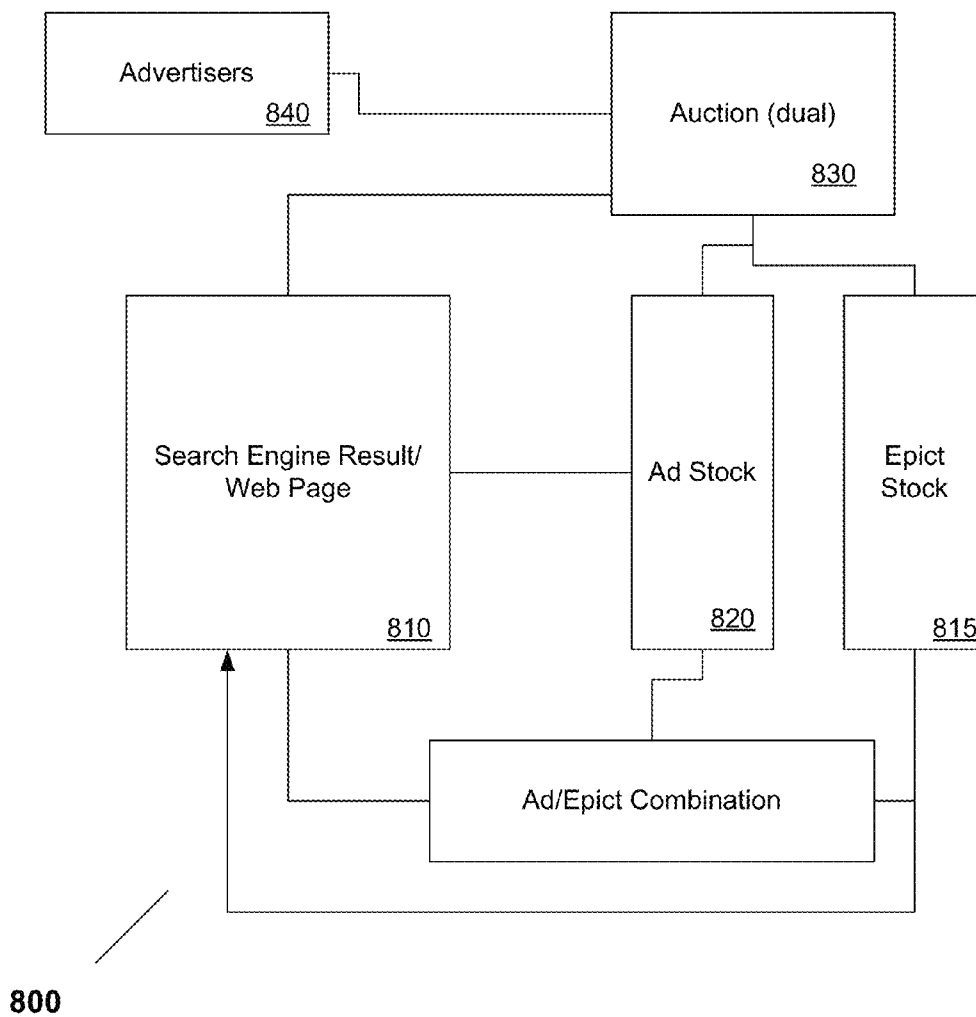 Advertisers
840
Auction (dual)
830
Search Engine Result/
Web Page
810
Ad Stock
820
Epict
Stock
815
Ad/Epict Combination
800